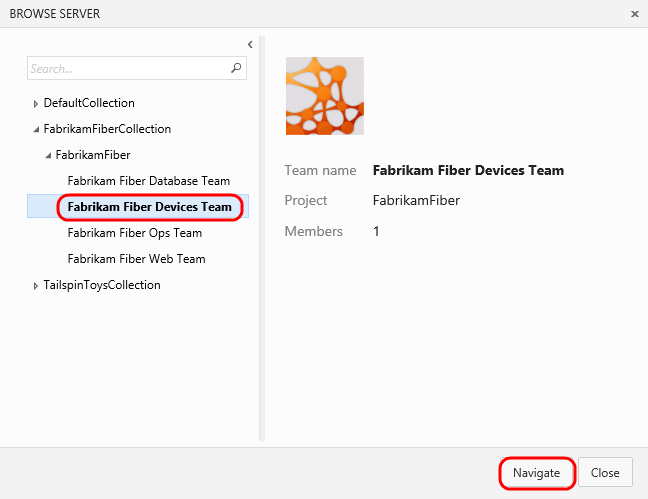 BROWSE SERVER
Search...
DefaultCollection
FabrikamFiberCollection
FabrikamFiber
Fabrikam Fiber Database Team
Fabrikam Fiber Devices Team
Fabrikam Fiber Ops Team
Fabrikam Fiber Web Team
TailspinToysCollection
Team name Fabrikam Fiber Devices Team
Project FabrikamFiber
Members 1
Navigate Close